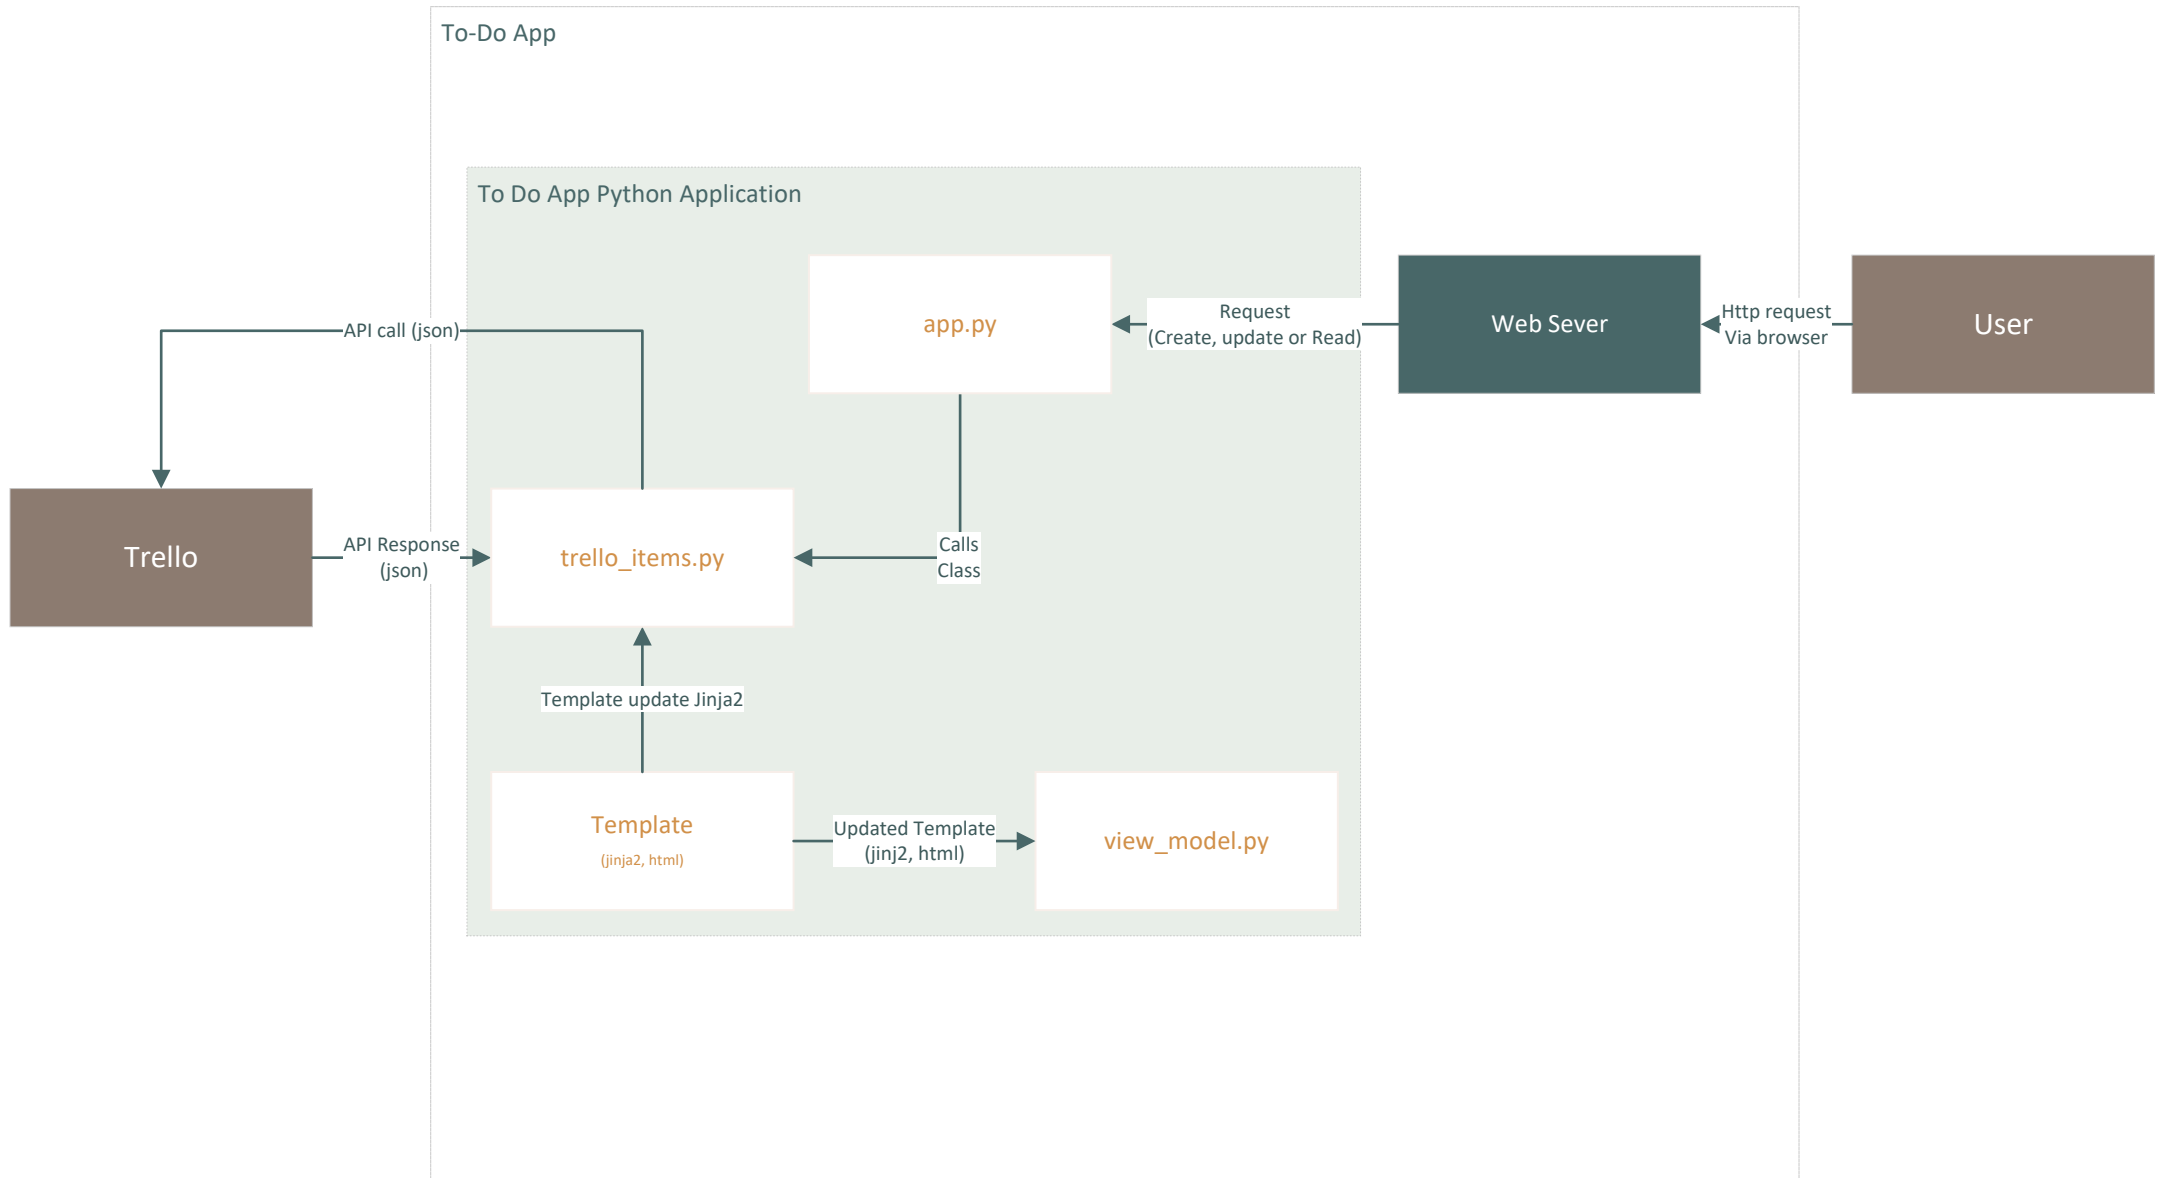 To-Do App
To Do App Python Application
app.py
Request
(Create, update or Read)
Web Sever
Http request
Via browser
User
API call (json)
Trello
API Response
(json)
trello_items.py
Calls
Class
Template update Jinja2
Template
(jinja2, html)
Updated Template
(jinj2, html)
view_model.py